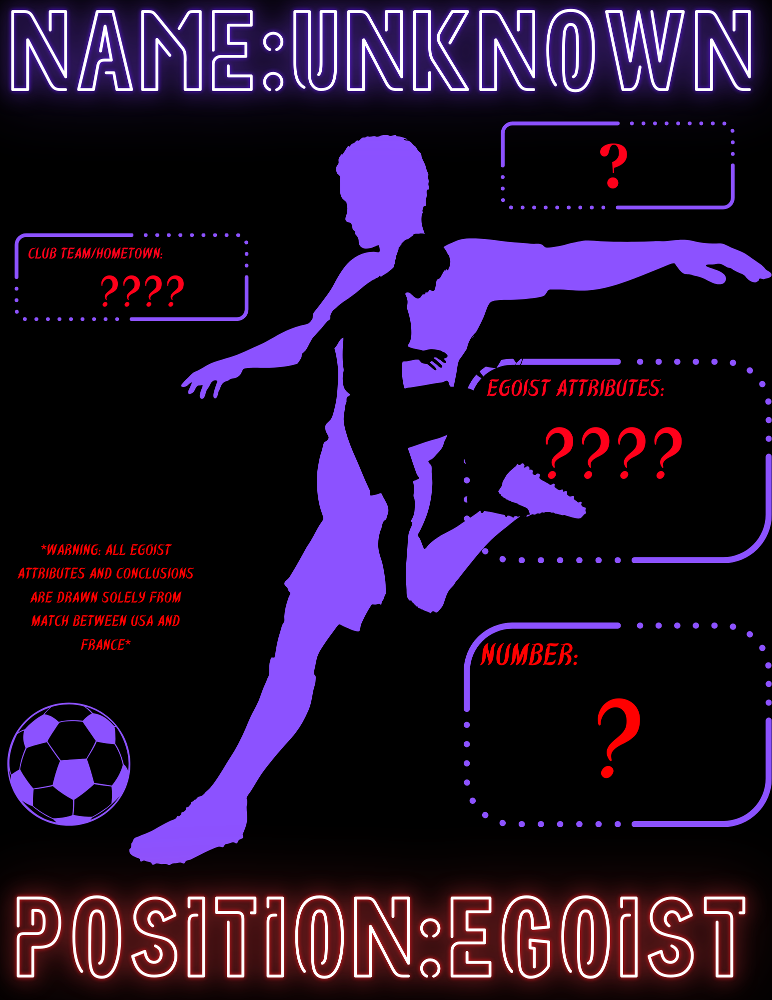 NAME:UNKNOWN
?
CLUB TEAM/HOMETOWN:
????
EGOIST ATTRIBUTES:
????
*WARNING: ALL EGOIST
ATTRIBUTES AND CONCLUSIONS
ARE DRAWN SOLELY FROM
MATCH BETWEEN USA AND
FRANCE*
NUMBER:
?
POSITION:EGOIST